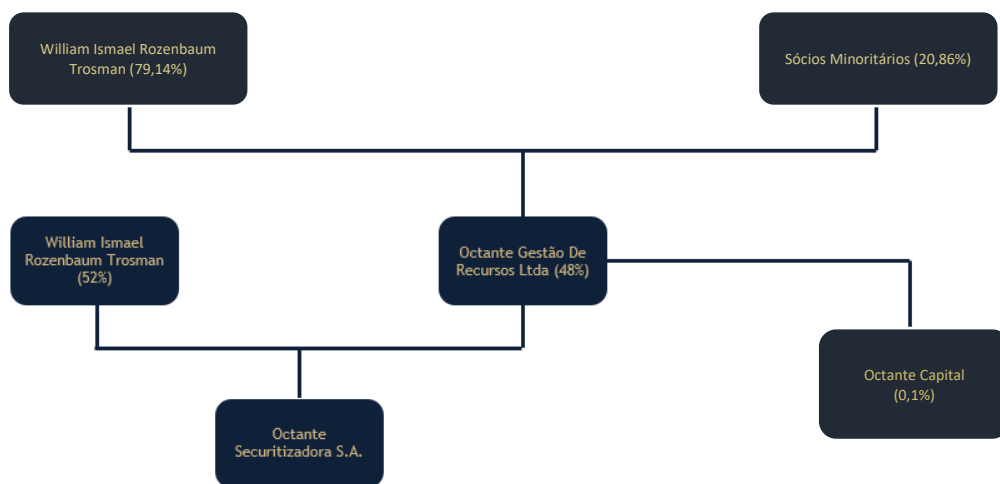 William Ismael Rozenbaum
Trosman (79,14%)
Sócios Minoritários (20,86%)
William Ismael
Rozenbaum Trosman
(52%)
Octante Gestão De
Recursos Ltda (48%)
Octante Capital
(0,1%)
Octante
Securitizadora S.A.